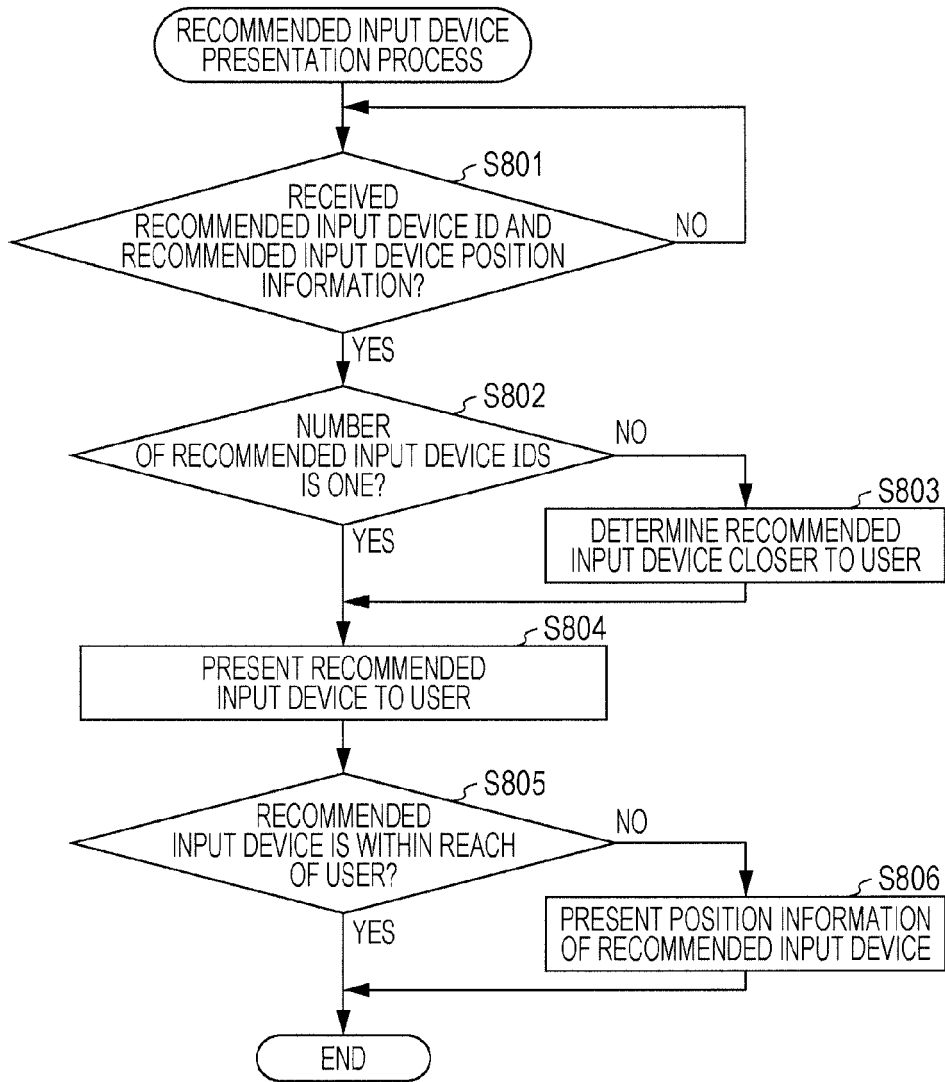 RECOMMENDED INPUT DEVICE
PRESENTATION PROCESS
S801
RECEIVED
RECOMMENDED INPUT DEVICE ID AND
RECOMMENDED INPUT DEVICE POSITION
INFORMATION?
NO
YES
S802
NUMBER
OF RECOMMENDED INPUT DEVICE IDS
IS ONE?
NO
YES
S803
DETERMINE RECOMMENDED
INPUT DEVICE CLOSER TO USER
S804
PRESENT RECOMMENDED
INPUT DEVICE TO USER
S805
RECOMMENDED
INPUT DEVICE IS WITHIN REACH
OF USER?
NO
YES
S806
PRESENT POSITION INFORMATION
OF RECOMMENDED INPUT DEVICE
END